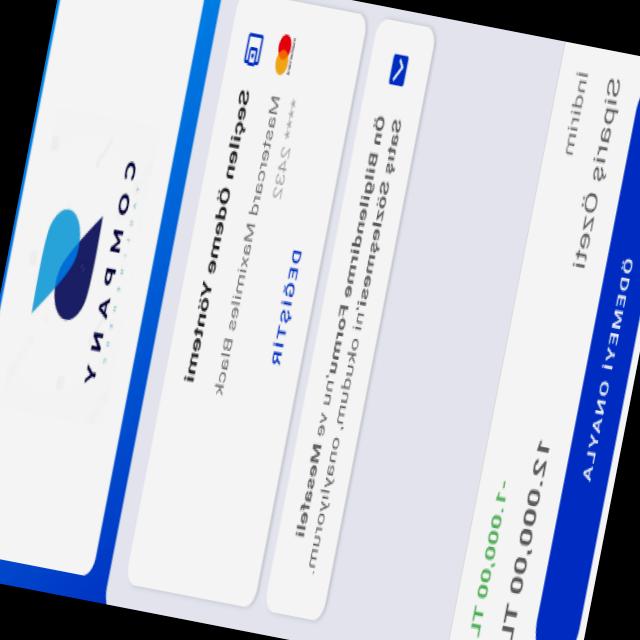 COMPANY
Seçilen Ödeme Yöntemi
Mastercard Maximiles Black
**** 2432
DEĞİŞTİR
Ön Bilgilendirme Formu'nu ve Mesafeli
Satış Sözleşmesi'ni okudum, onaylıyorum.
indirim -1.000,00 TL
Sipariş Özeti 12.000,00 TL
ÖDEMEYİ ONAYLA